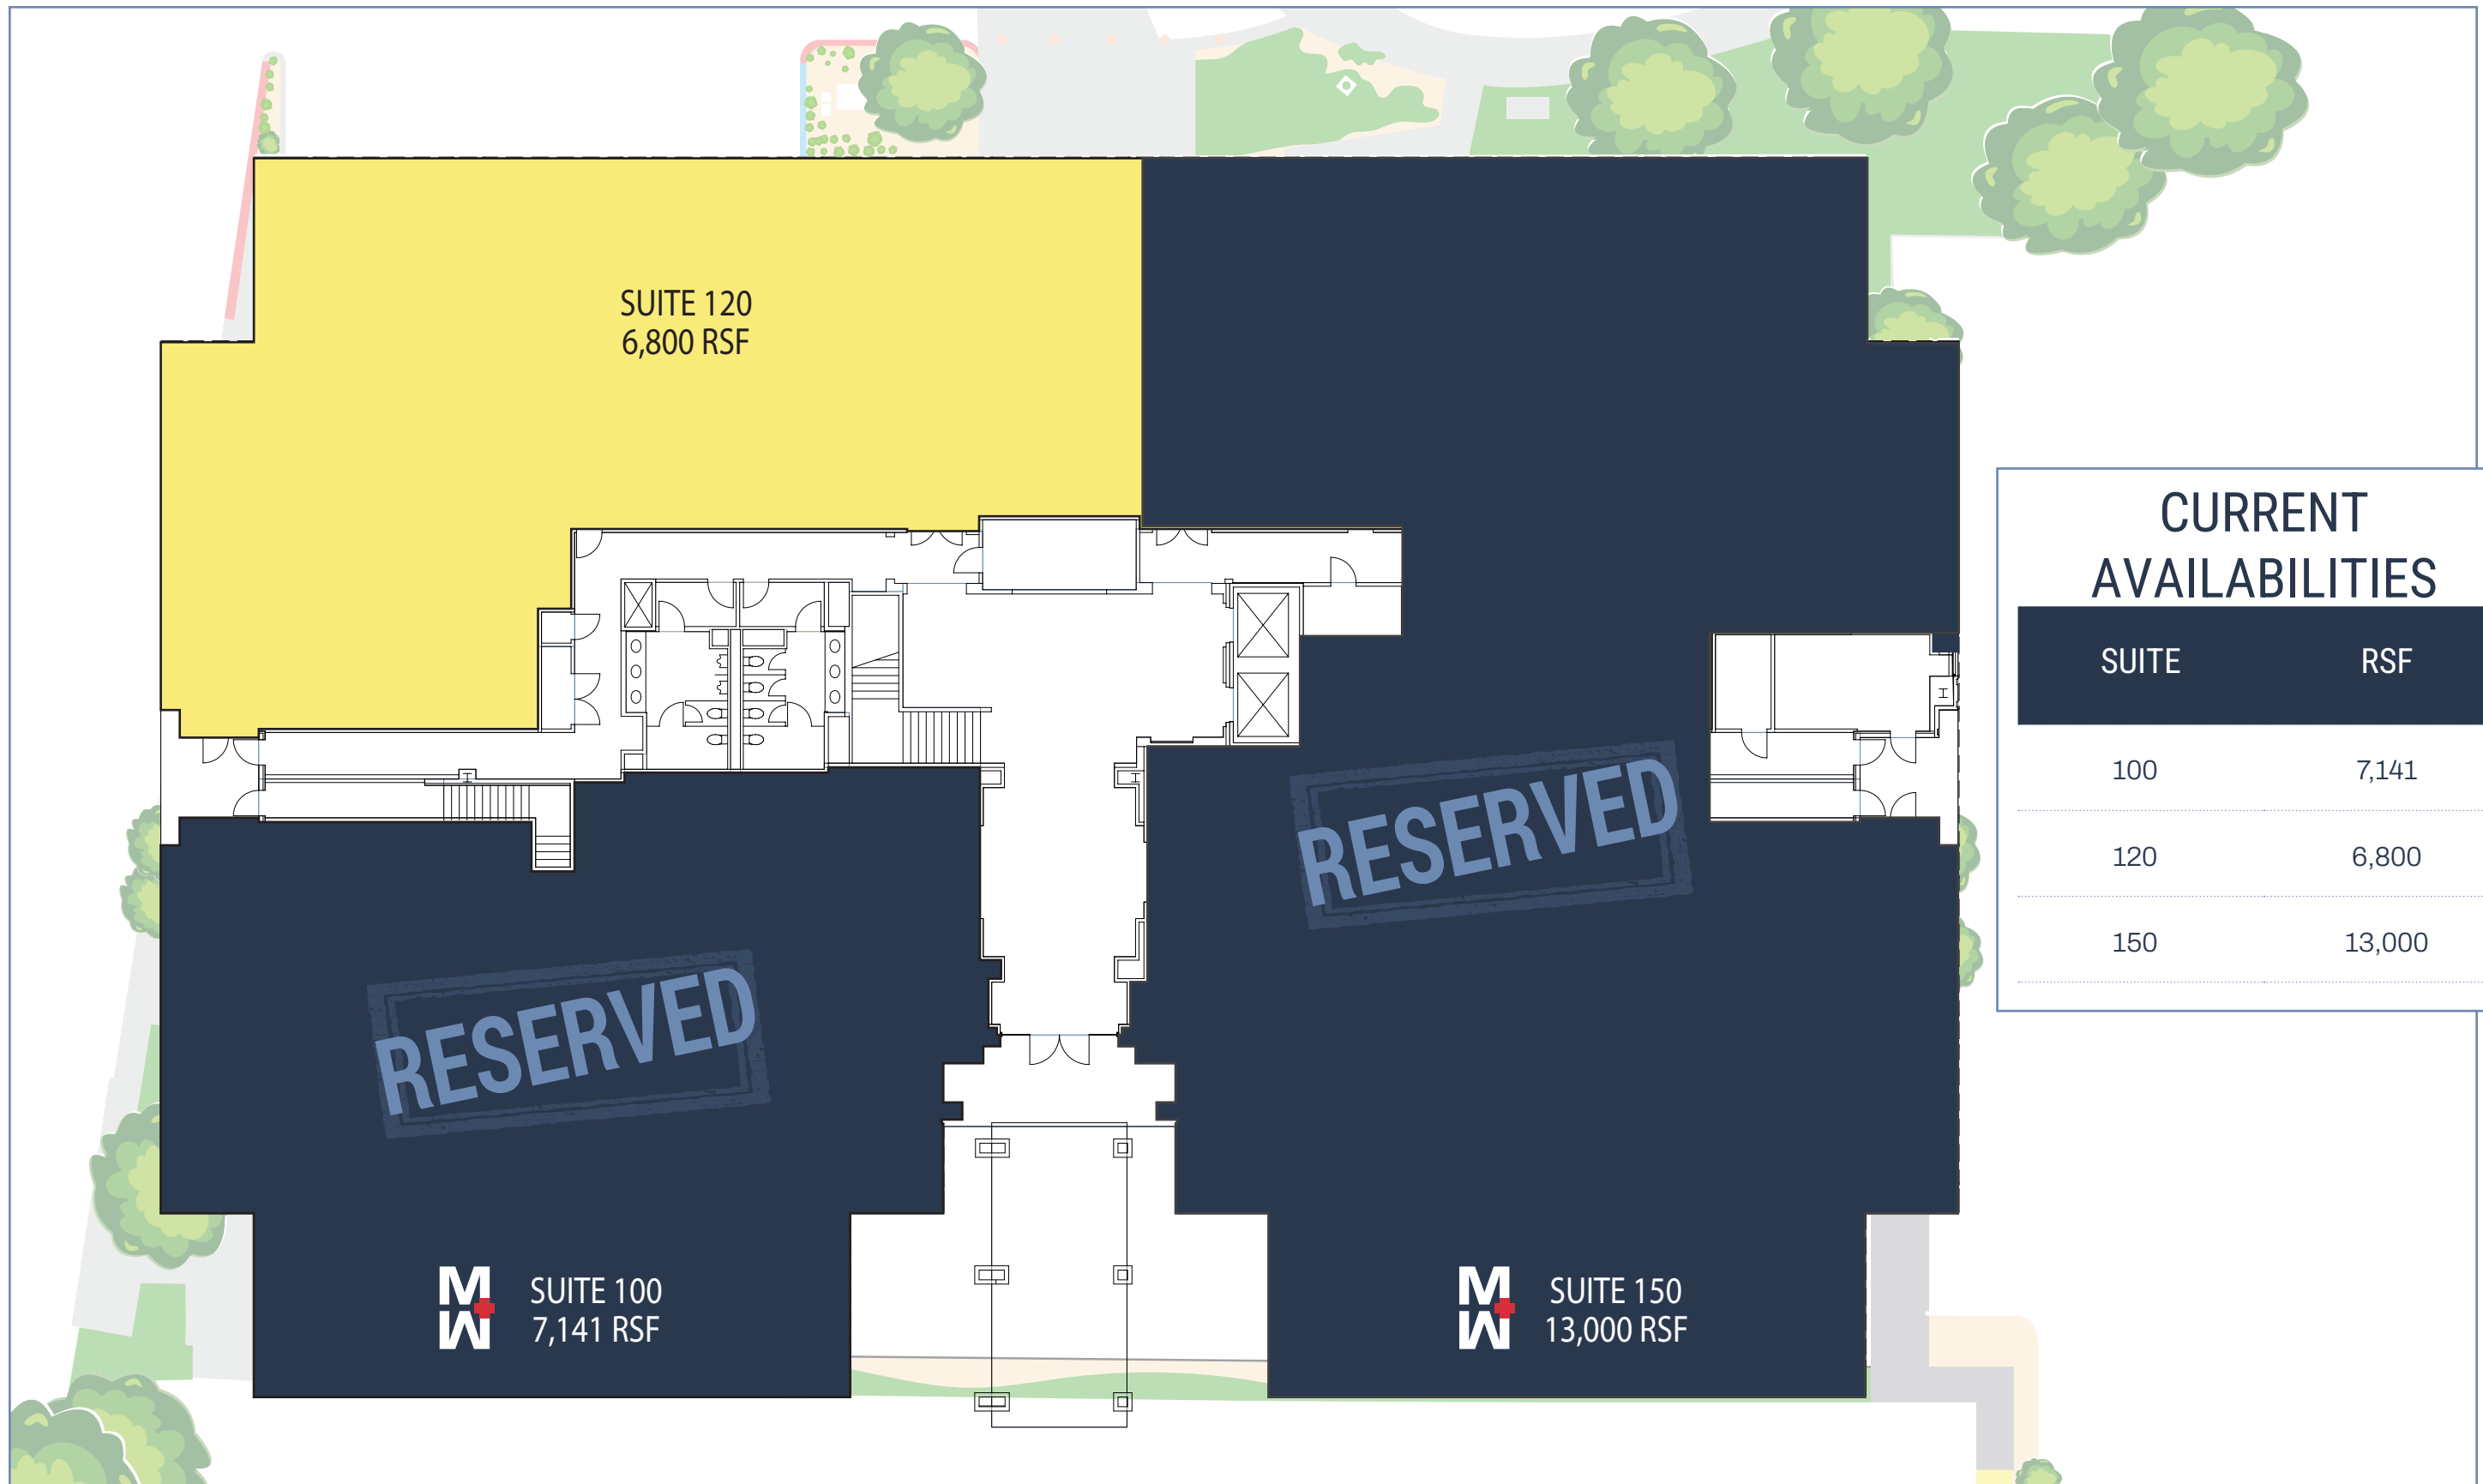 SUITE 120
6,800 RSF
CURRENT
AVAILABILITIES
SUITE RSF
100 7,141
120 6,800
150 13,000
RESERVED
RESERVED
M
M
SUITE 100
7,141 RSF
M
M
SUITE 150
13,000 RSF